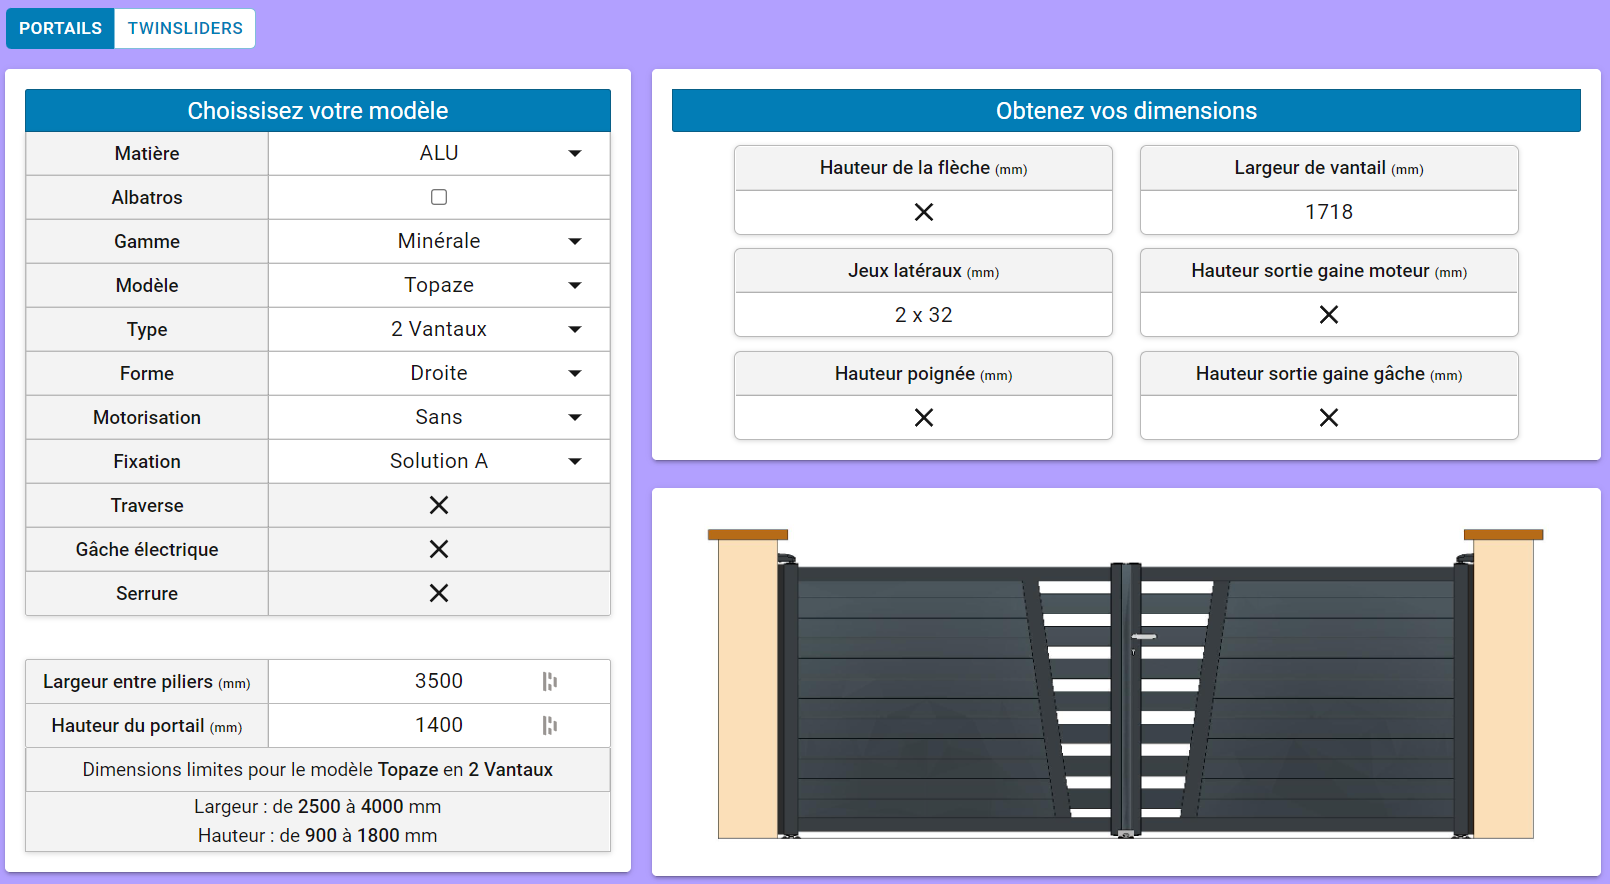 PORTAILS TWINSLIDERS
Choissisez votre modèle
Matière ALU
Albatros
Gamme Minérale
Modèle Topaze
Type 2 Vantaux
Forme Droite
Motorisation Sans
Fixation Solution A
Traverse
Gâche électrique
Serrure
Largeur entre piliers (mm) 3500
Hauteur du portail (mm) 1400
Dimensions limites pour le modèle Topaze en 2 Vantaux
Largeur : de 2500 à 4000 mm
Hauteur : de 900 à 1800 mm
Obtenez vos dimensions
Hauteur de la flèche (mm)
Largeur de vantail (mm)
1718
Jeux latéraux (mm)
2 x 32
Hauteur sortie gaine moteur (mm)
Hauteur poignée (mm)
Hauteur sortie gaine gâche (mm)